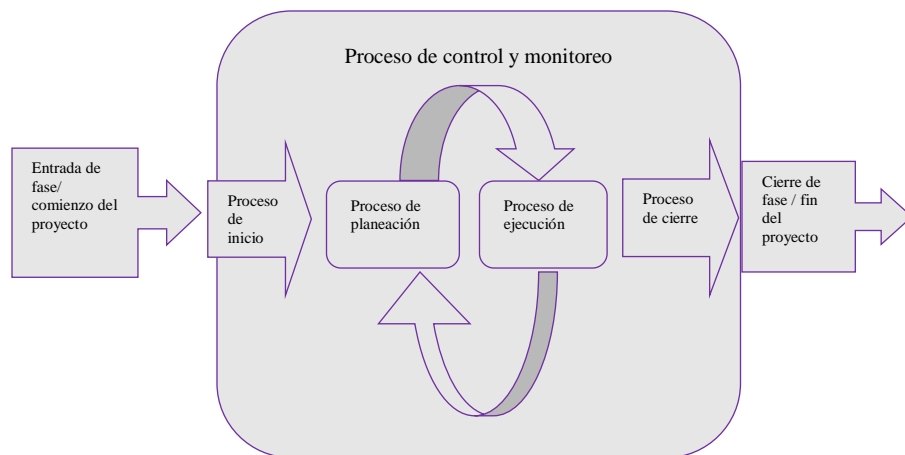 Proceso de control y monitoreo
Entrada de
fase/
comienzo del
proyecto
Proceso
de
inicio
Proceso de
planeación
Proceso de
ejecución
Proceso
de cierre
Cierre de
fase / fin
del
proyecto